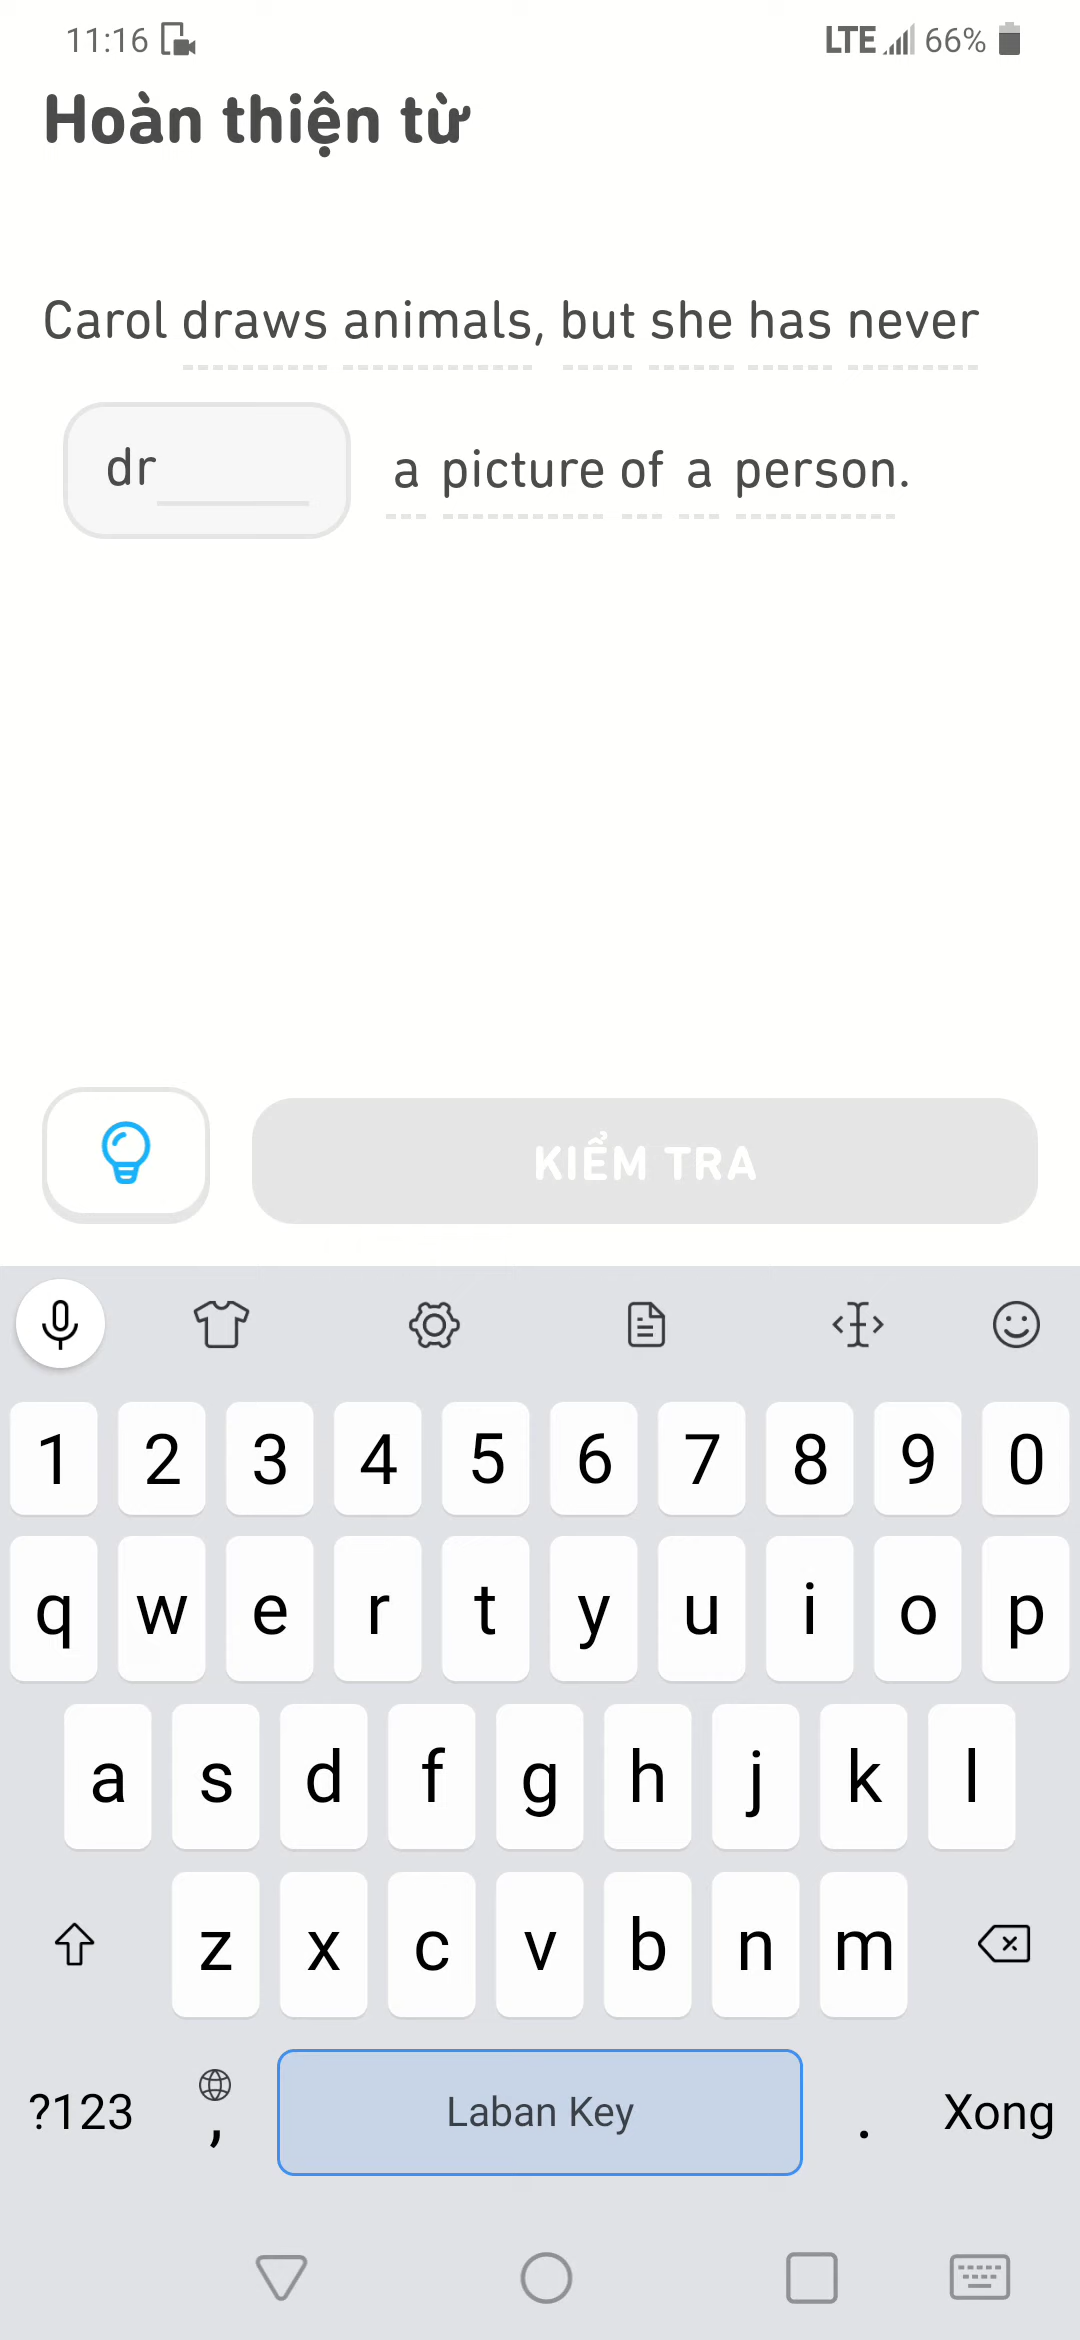 11:16 LTE 66%
Hoàn thiện từ
Carol draws animals, but she has never
dr a picture of a person.
KIỂM TRA
1 2 3 4 5 6 7 8 9 0
q w e r t y u i o p
a s d f g h j k l
z x c v b n m
?123 , Laban Key . Xong